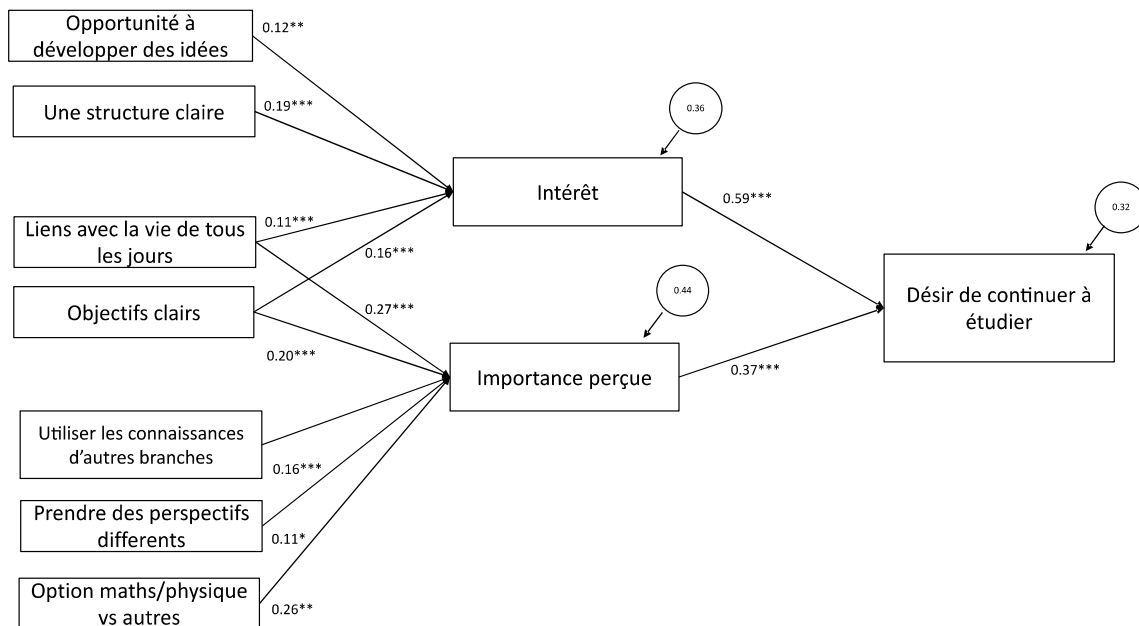 Opportunité à
développer des idées
0.12**
Une structure claire
0.19***
0.36
Intérêt
0.59***
0.32
Liens avec la vie de tous
les jours
0.11***
0.16***
Objectifs clairs
0.27***
0.20***
0.44
Importance perçue
0.37***
Désir de continuer à
étudier
Utiliser les connaissances
d'autres branches
0.16***
Prendre des perspectifs
differents
0.11*
Option maths/physique
vs autres
0.26**